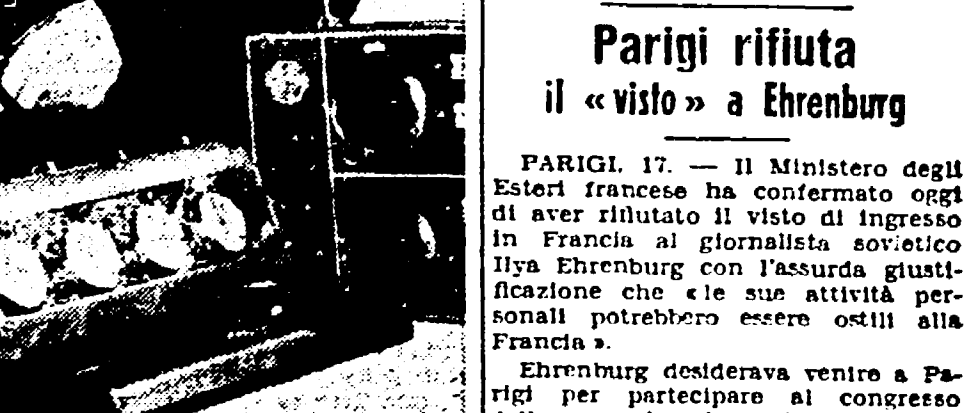 Parigi rifiuta
il « visto » a Ehrenburg
PARIGI, 17. — Il Ministero degli
Esteri francese ha confermato oggi
di aver rifiutato il visto di ingresso
in Francia al giornalista sovietico
Ilya Ehrenburg con l'assurda giusti-
ficazione che « le sue attività per-
sonali potrebbero essere ostili alla
Francia ».
Ehrenburg desiderava venire a Pa-
rigi per partecipare al congresso